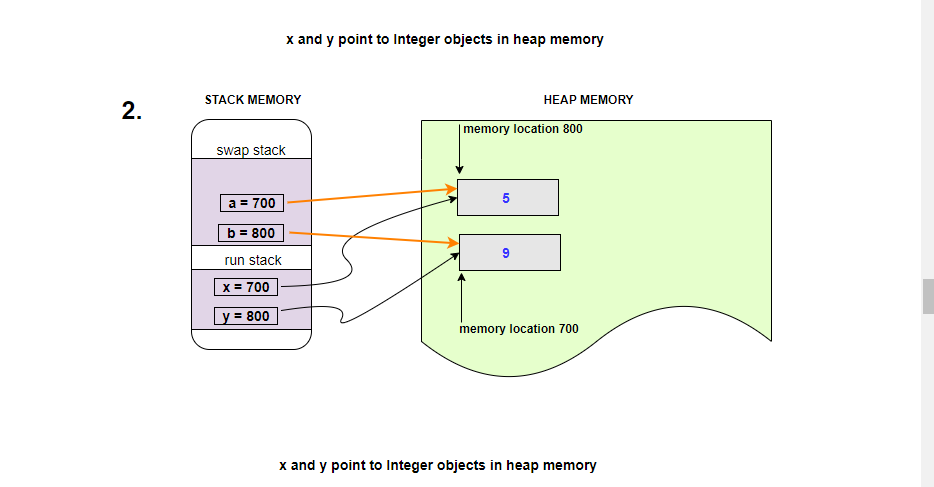 x and y point to Integer objects in heap memory
2.
STACK MEMORY
HEAP MEMORY
memory location 800
swap stack
a = 700
5
b = 800
9
run stack
x = 700
y = 800
memory location 700
x and y point to Integer objects in heap memory